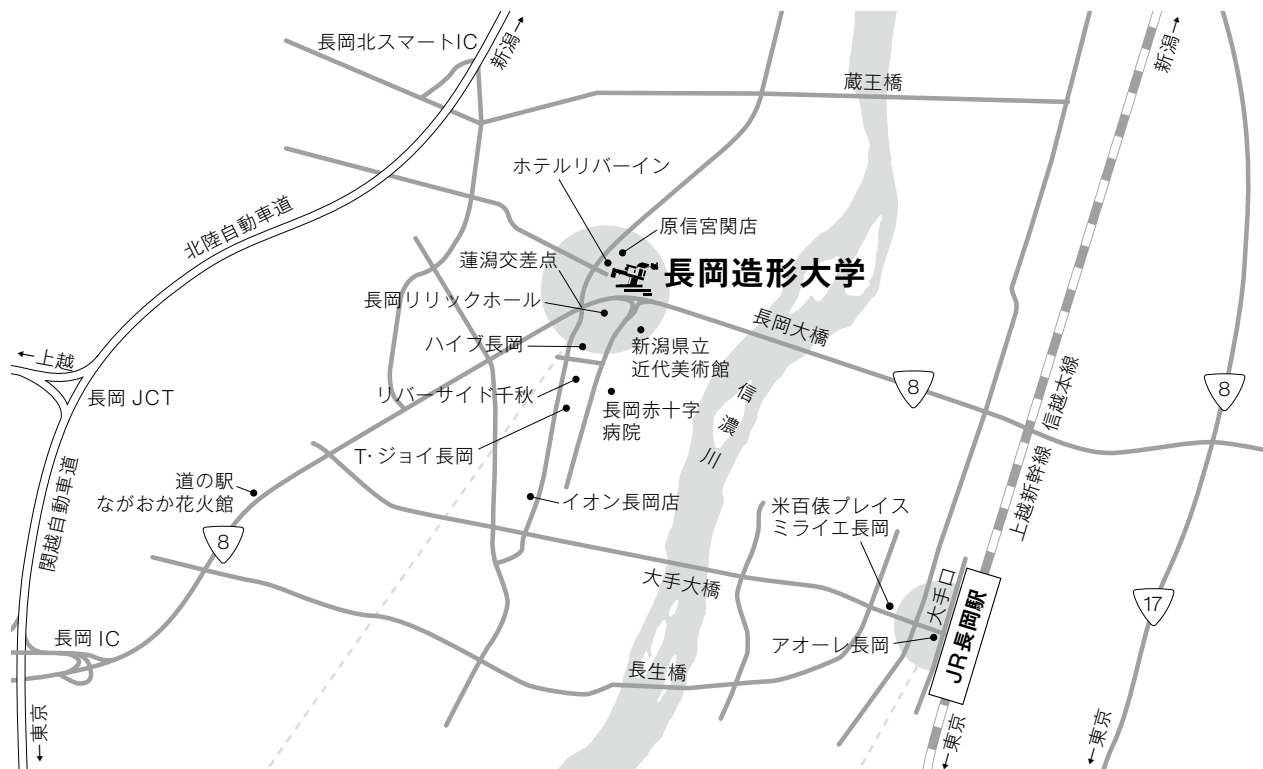 長岡北スマートIC
新潟→
新潟→
蔵王橋
ホテルリバーイン
北陸自動車道
原信宮関店
蓮潟交差点
長岡造形大学
長岡リリックホール
長岡大橋
ハイブ長岡
新潟県立
近代美術館
←上越
長岡 JCT
リバーサイド千秋
長岡赤十字
病院
信濃川
8
8
信越本線
上越新幹線
T・ジョイ長岡
道の駅
ながおか花火館
イオン長岡店
米百俵プレイス
ミライエ長岡
関越自動車道
8
大手大橋
大手口
17
長岡 IC
アオーレ長岡
JR長岡駅
長生橋
←東京
←東京
←東京